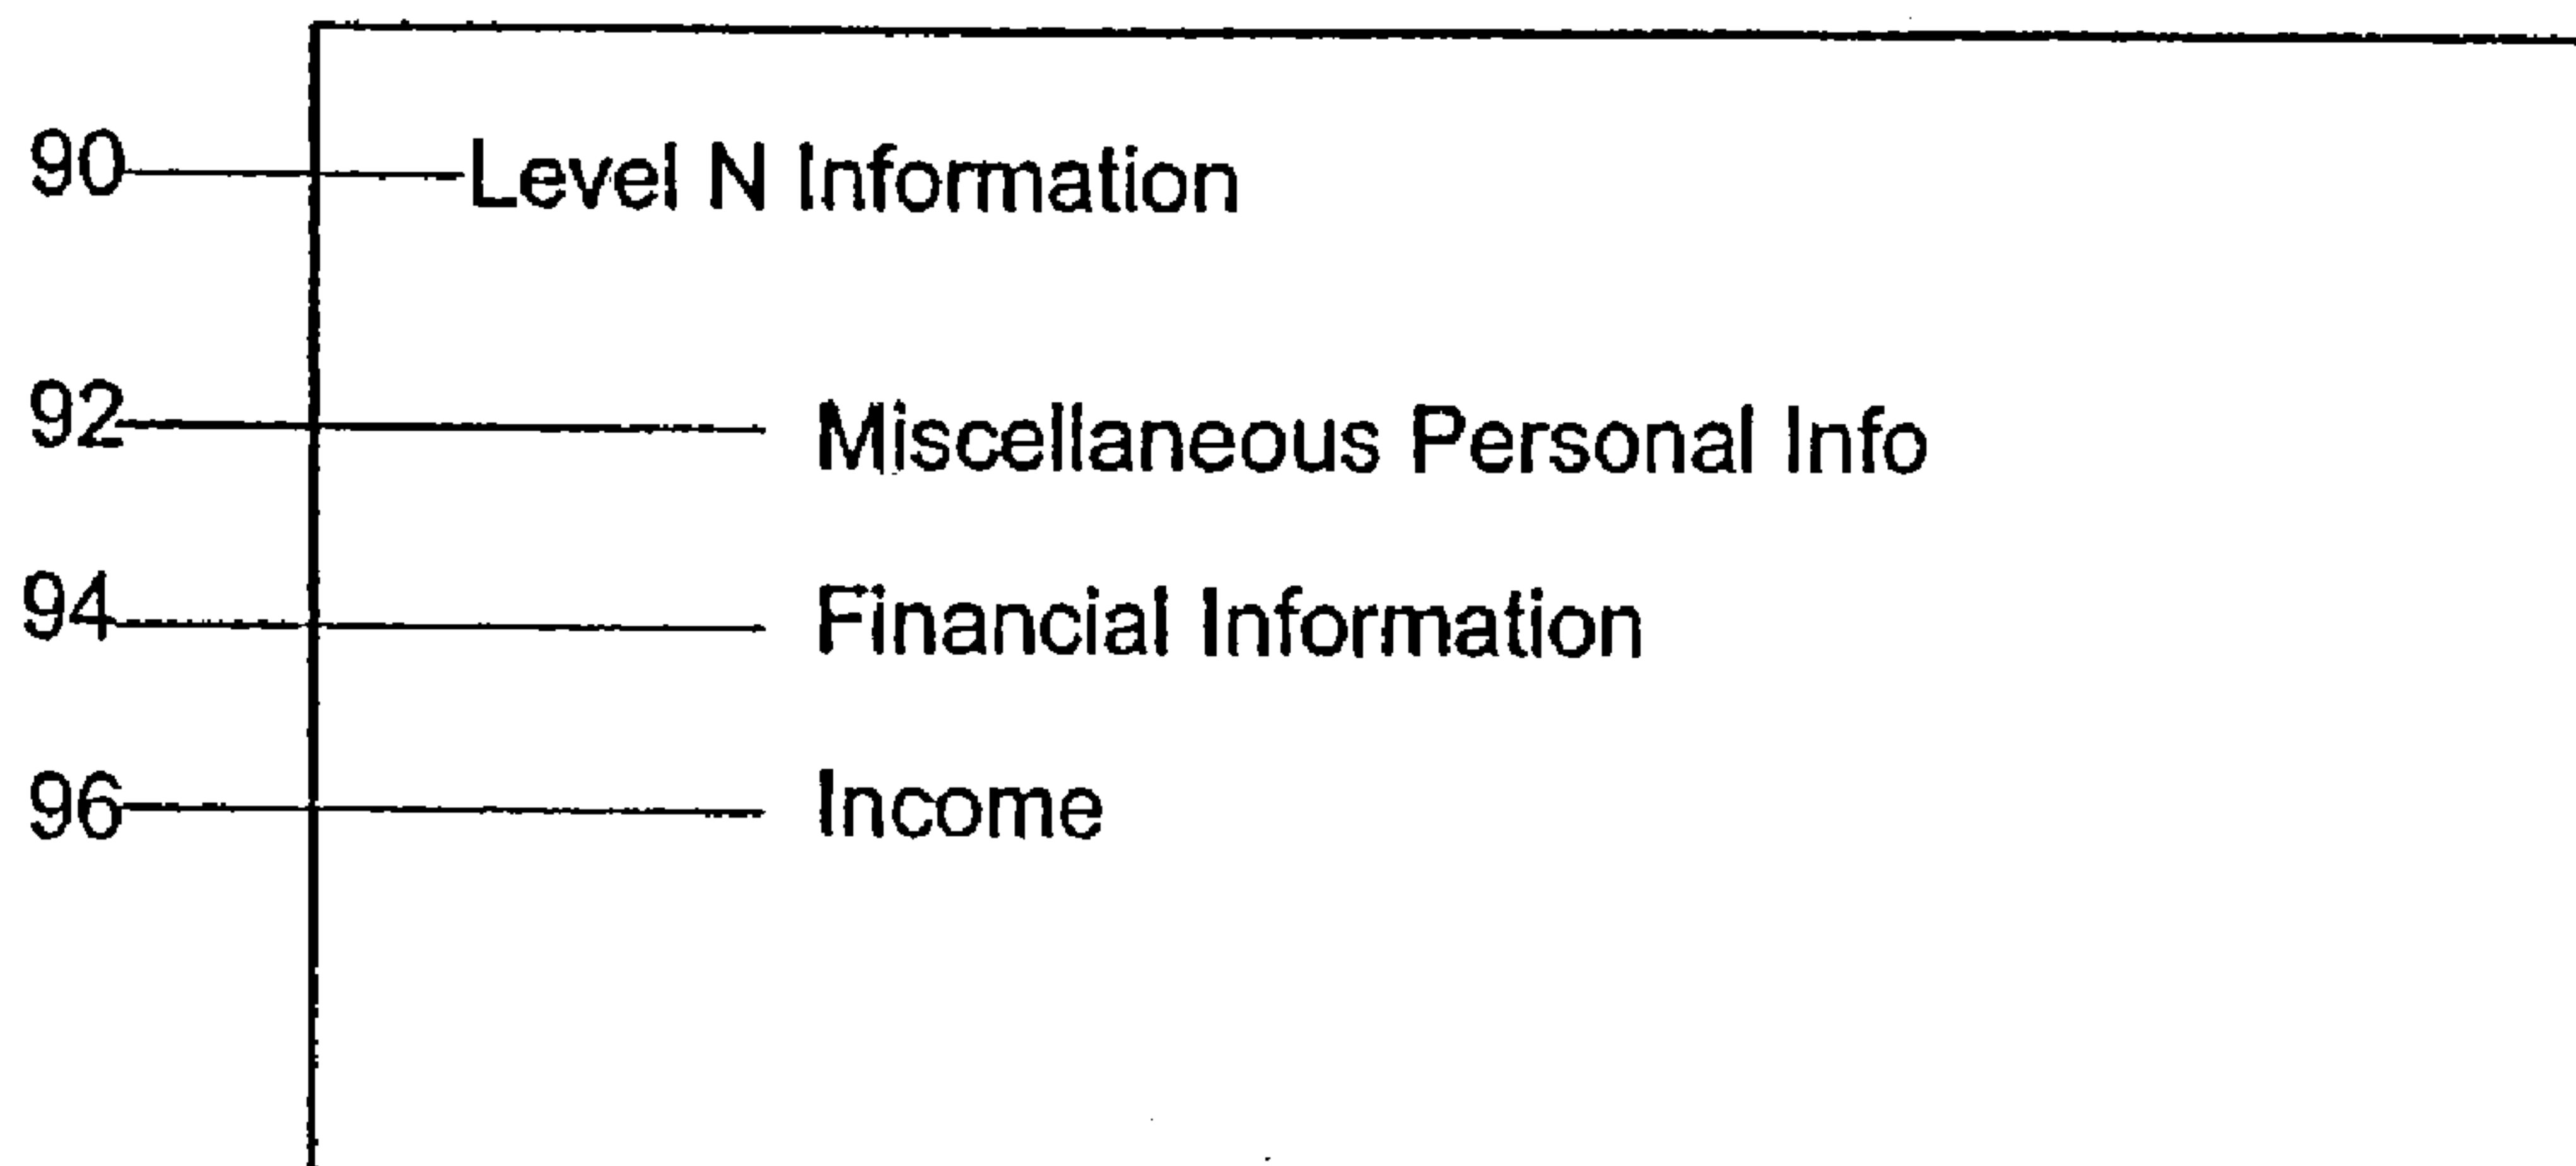 90 Level N Information
92 Miscellaneous Personal Info
94 Financial Information
96 Income